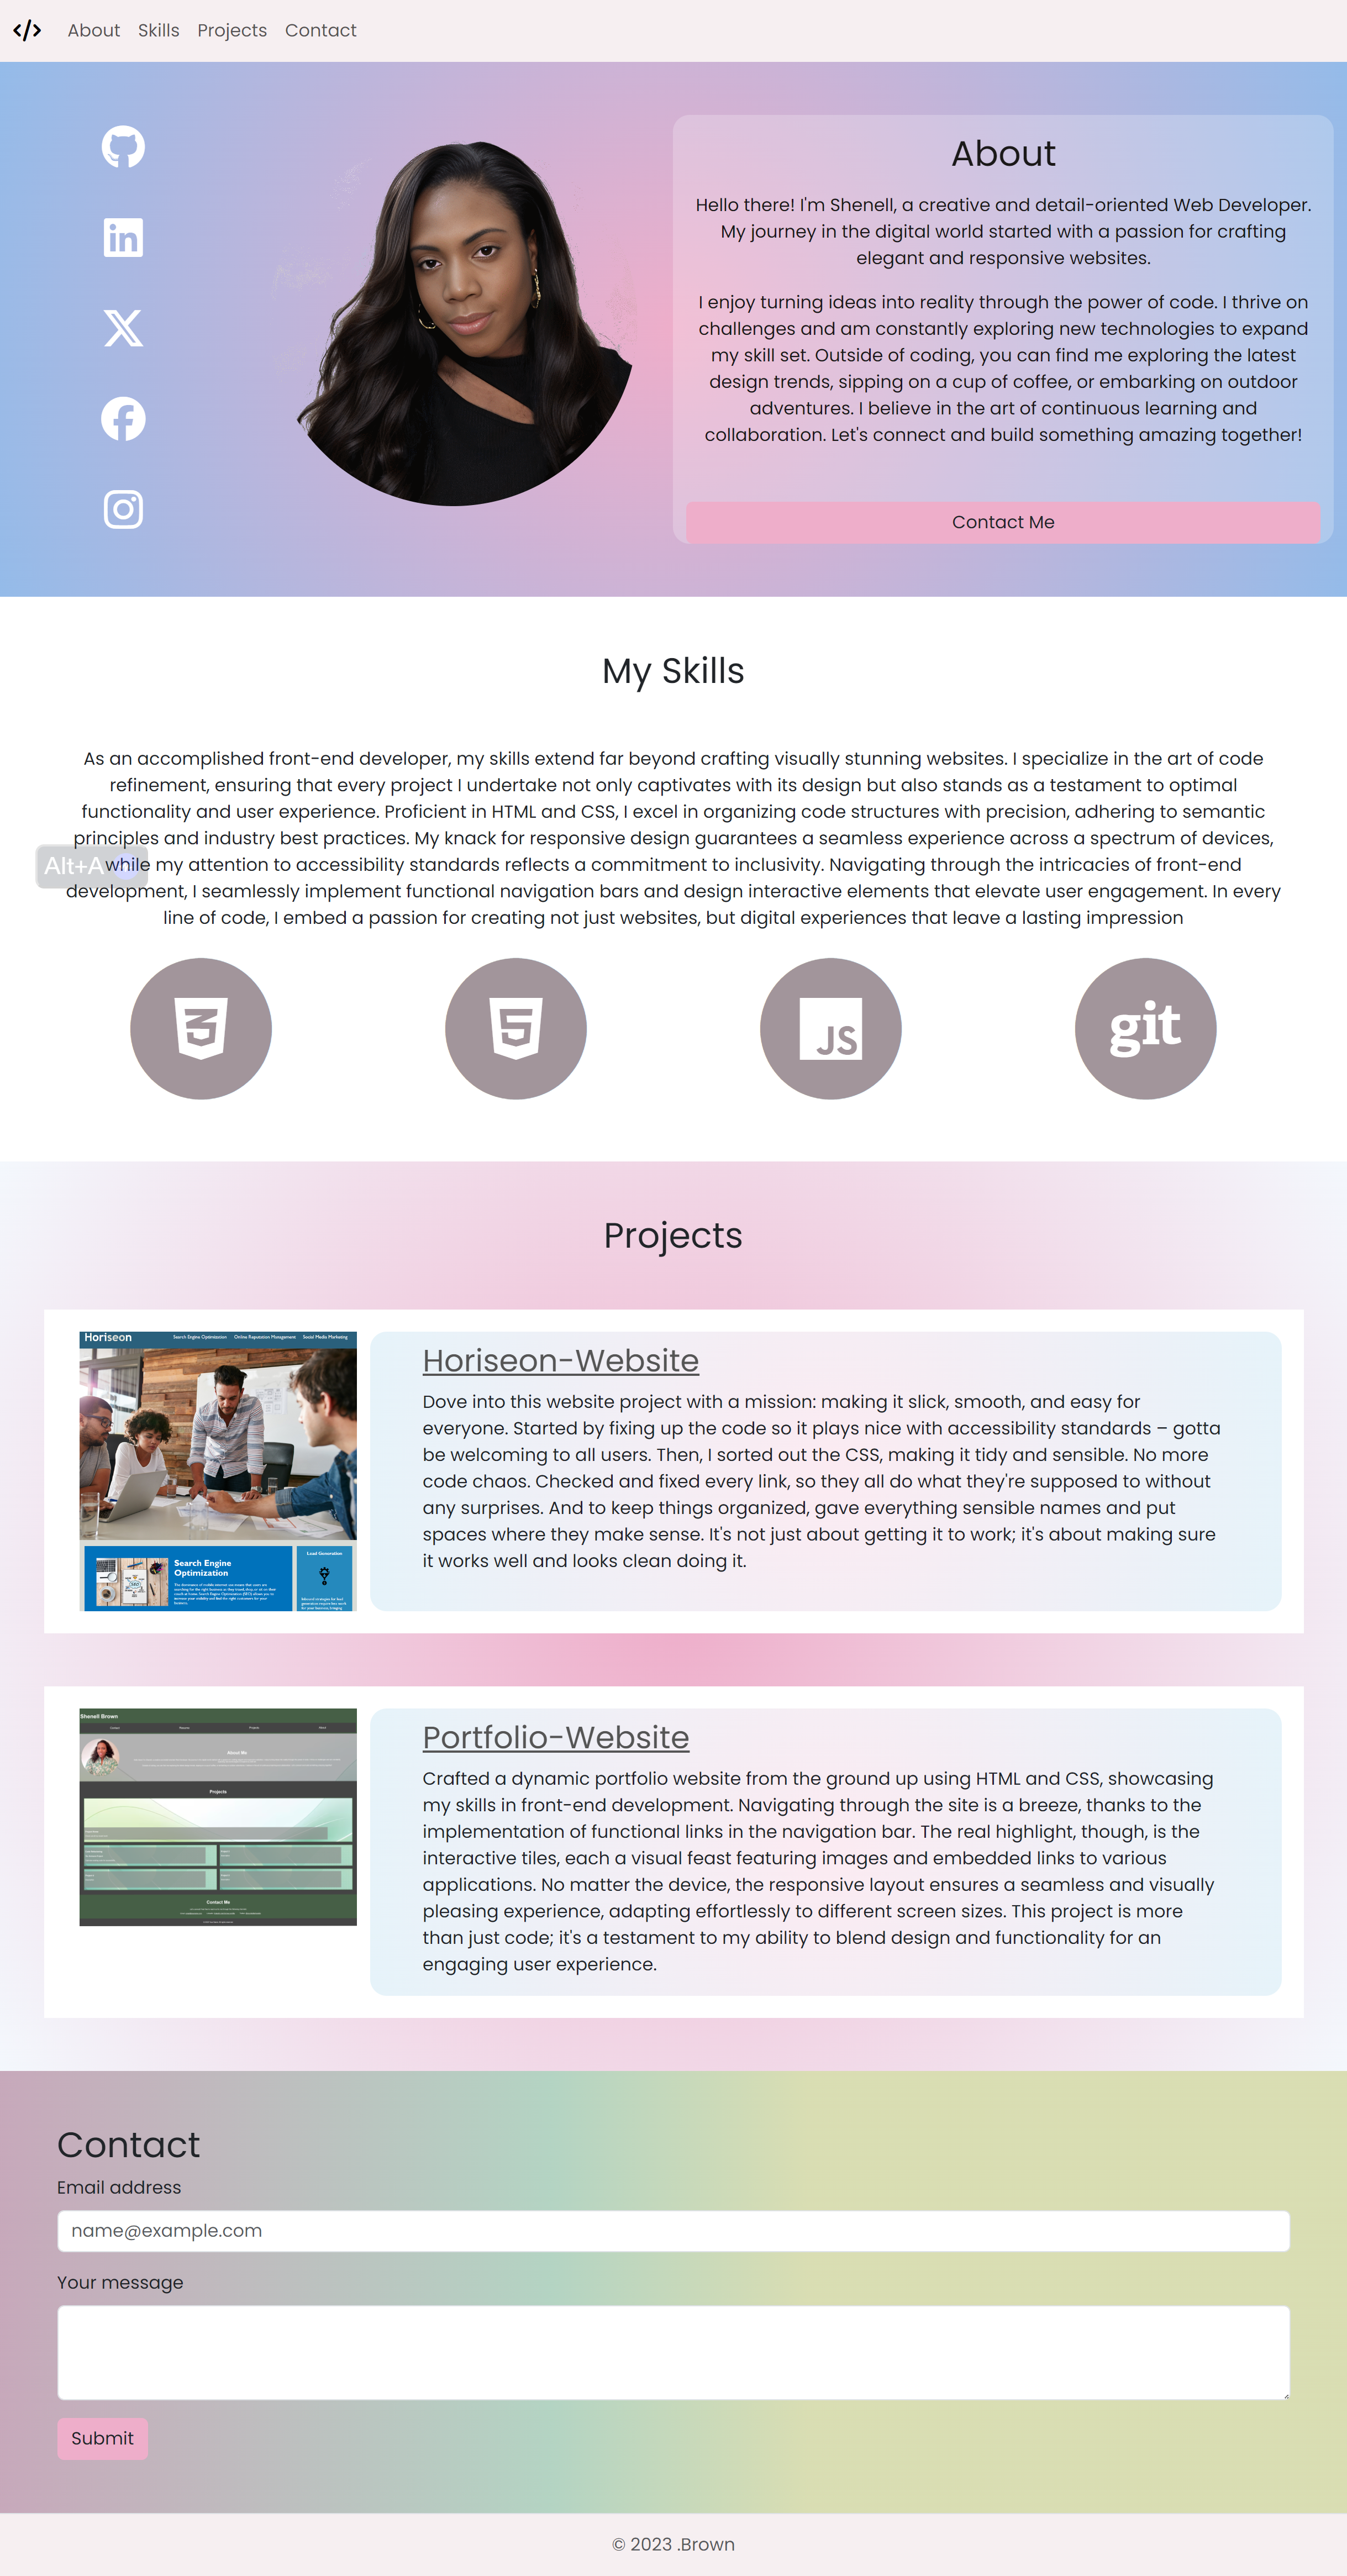 </> About Skills Projects Contact
About
Hello there! I'm Shenell, a creative and detail-oriented Web Developer.
My journey in the digital world started with a passion for crafting
elegant and responsive websites.
I enjoy turning ideas into reality through the power of code. I thrive on
challenges and am constantly exploring new technologies to expand
my skill set. Outside of coding, you can find me exploring the latest
design trends, sipping on a cup of coffee, or embarking on outdoor
adventures. I believe in the art of continuous learning and
collaboration. Let's connect and build something amazing together!
Contact Me
My Skills
As an accomplished front-end developer, my skills extend far beyond crafting visually stunning websites. I specialize in the art of code
refinement, ensuring that every project I undertake not only captivates with its design but also stands as a testament to optimal
functionality and user experience. Proficient in HTML and CSS, I excel in organizing code structures with precision, adhering to semantic
principles and industry best practices. My knack for responsive design guarantees a seamless experience across a spectrum of devices,
Alt+A
while my attention to accessibility standards reflects a commitment to inclusivity. Navigating through the intricacies of front-end
development, I seamlessly implement functional navigation bars and design interactive elements that elevate user engagement. In every
line of code, I embed a passion for creating not just websites, but digital experiences that leave a lasting impression
3 5 JS git
Projects
Horiseon
Search Engine Optimization Online Reputation Management Social Media Marketing
Search Engine
Optimization
Lead Generation
Horiseon-Website
Dove into this website project with a mission: making it slick, smooth, and easy for
everyone. Started by fixing up the code so it plays nice with accessibility standards – gotta
be welcoming to all users. Then, I sorted out the CSS, making it tidy and sensible. No more
code chaos. Checked and fixed every link, so they all do what they're supposed to without
any surprises. And to keep things organized, gave everything sensible names and put
spaces where they make sense. It's not just about getting it to work; it's about making sure
it works well and looks clean doing it.
Shenell Brown
Contact Resume Projects About
About Me
Projects
Contact Me
Portfolio-Website
Crafted a dynamic portfolio website from the ground up using HTML and CSS, showcasing
my skills in front-end development. Navigating through the site is a breeze, thanks to the
implementation of functional links in the navigation bar. The real highlight, though, is the
interactive tiles, each a visual feast featuring images and embedded links to various
applications. No matter the device, the responsive layout ensures a seamless and visually
pleasing experience, adapting effortlessly to different screen sizes. This project is more
than just code; it's a testament to my ability to blend design and functionality for an
engaging user experience.
Contact
Email address
name@example.com
Your message
Submit
© 2023 .Brown